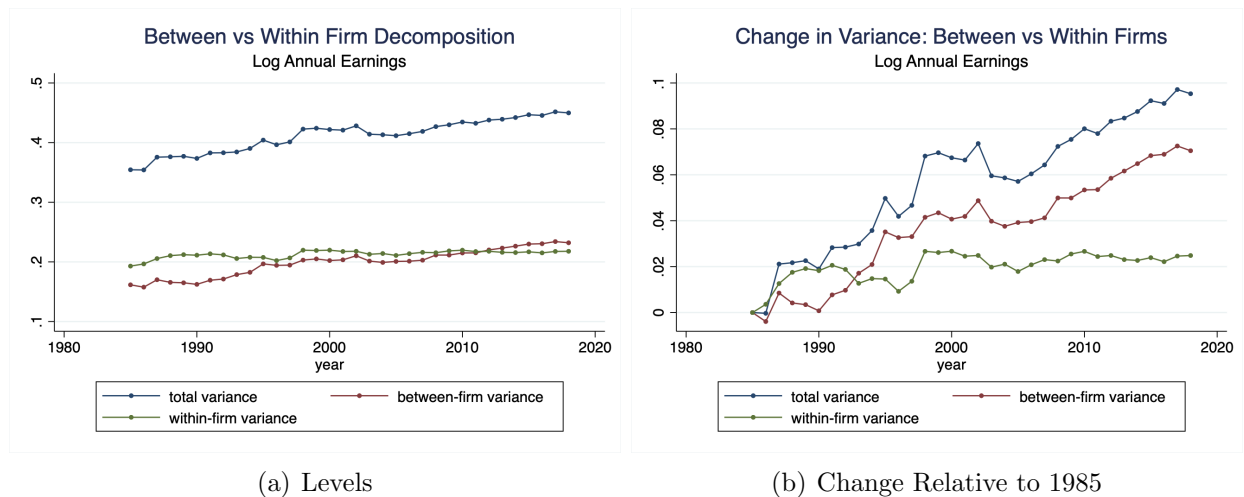 Between vs Within Firm Decomposition
Log Annual Earnings
.5
.4
.3
.2
.1
1980 1990 2000 2010 2020
year
total variance between-firm variance
within-firm variance
(a) Levels
Change in Variance: Between vs Within Firms
Log Annual Earnings
.1
.08
.06
.04
.02
0
1980 1990 2000 2010 2020
year
total variance between-firm variance
within-firm variance
(b) Change Relative to 1985